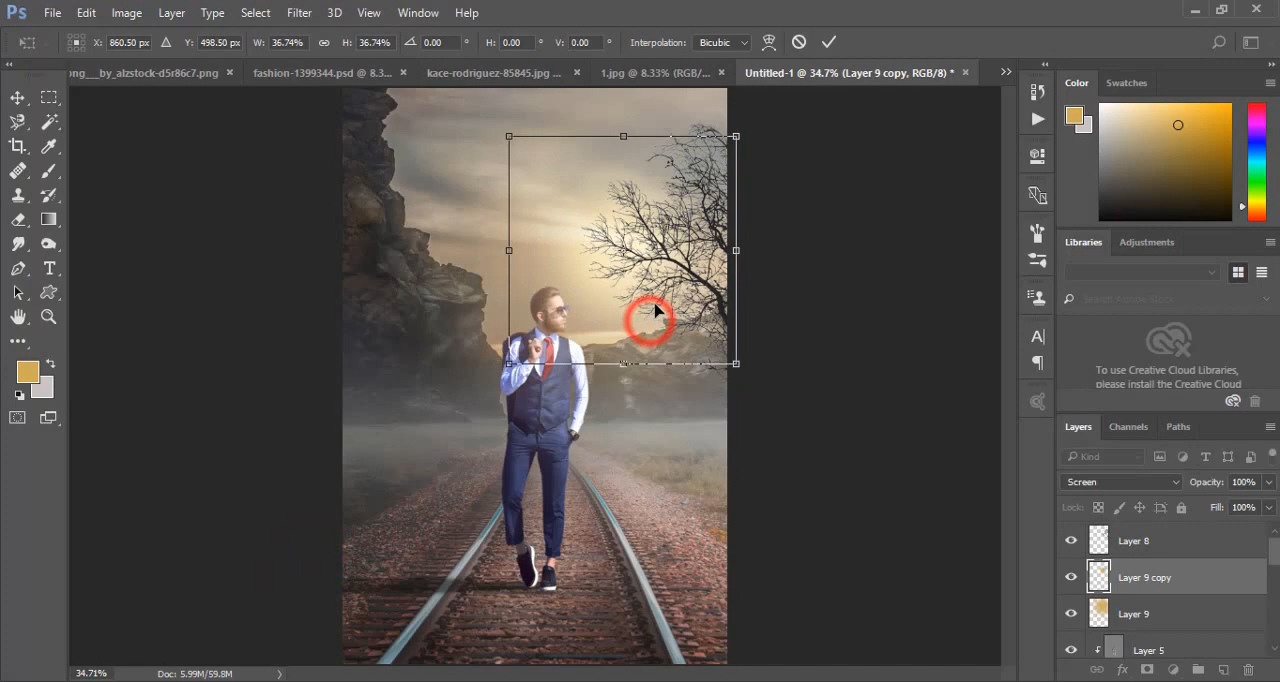 Ps File Edit Image Layer Type Select Filter 3D View Window Help
X: 860.50 px Y: 498.50 px W: 36.74% H: 36.74% 0.00 ° H: 0.00 ° V: 0.00 ° Interpolation: Bicubic
png___by_alzstock-d5r86c7.png × fashion-1399344.psd @ 8.3... × kace-rodriguez-85845.jpg ... × 1.jpg @ 8.33% (RGB/... × Untitled-1 @ 34.7% (Layer 9 copy, RGB/8) * ×
Color Swatches
Libraries Adjustments
Search Adobe Stock
To use Creative Cloud Libraries,
please install the Creative Cloud
Layers Channels Paths
Kind
Screen Opacity: 100%
Lock: Fill: 100%
Layer 8
Layer 9 copy
Layer 9
Layer 5
34.71% Doc: 5.99M/59.8M